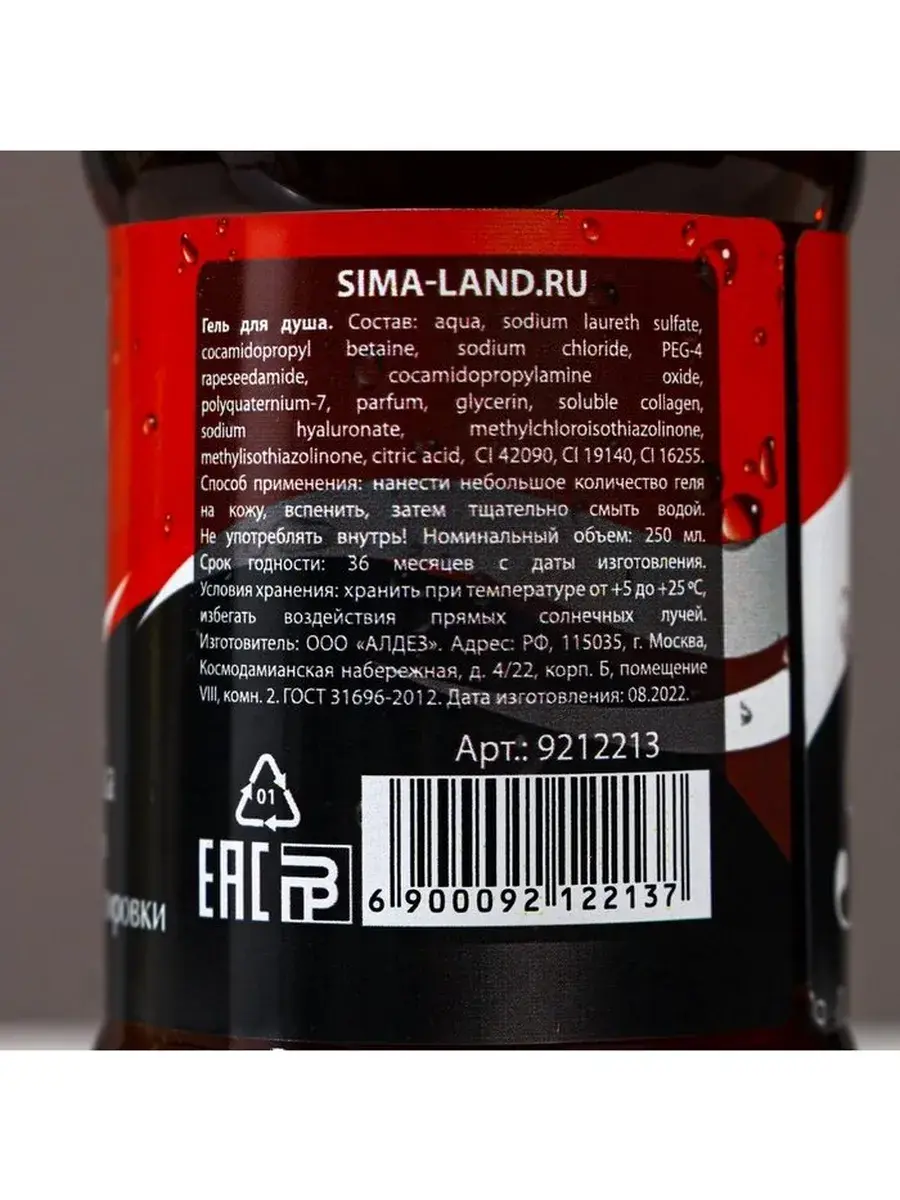 SIMA-LAND.RU
Гель для душа. Состав: aqua, sodium laureth sulfate,
cocamidopropyl betaine, sodium chloride, PEG-4
rapeseedamide, cocamidopropylamine oxide,
polyquaternium-7, parfum, glycerin, soluble collagen,
sodium hyaluronate, methylchloroisothiazolinone,
methylisothiazolinone, citric acid, CI 42090, CI 19140, CI 16255.
Способ применения: нанести небольшое количество геля
на кожу, вспенить, затем тщательно смыть водой.
Не употреблять внутрь! Номинальный объем: 250 мл.
Срок годности: 36 месяцев с даты изготовления.
Условия хранения: хранить при температуре от +5 до +25 ºC,
избегать воздействия прямых солнечных лучей.
Изготовитель: ООО «АЛДЕЗ». Адрес: РФ, 115035, г. Москва,
Космодамианская набережная, д. 4/22, корп. Б, помещение
VIII, комн. 2. ГОСТ 31696-2012. Дата изготовления: 08.2022.
Арт.: 9212213
01
EAC
6 900092 122137